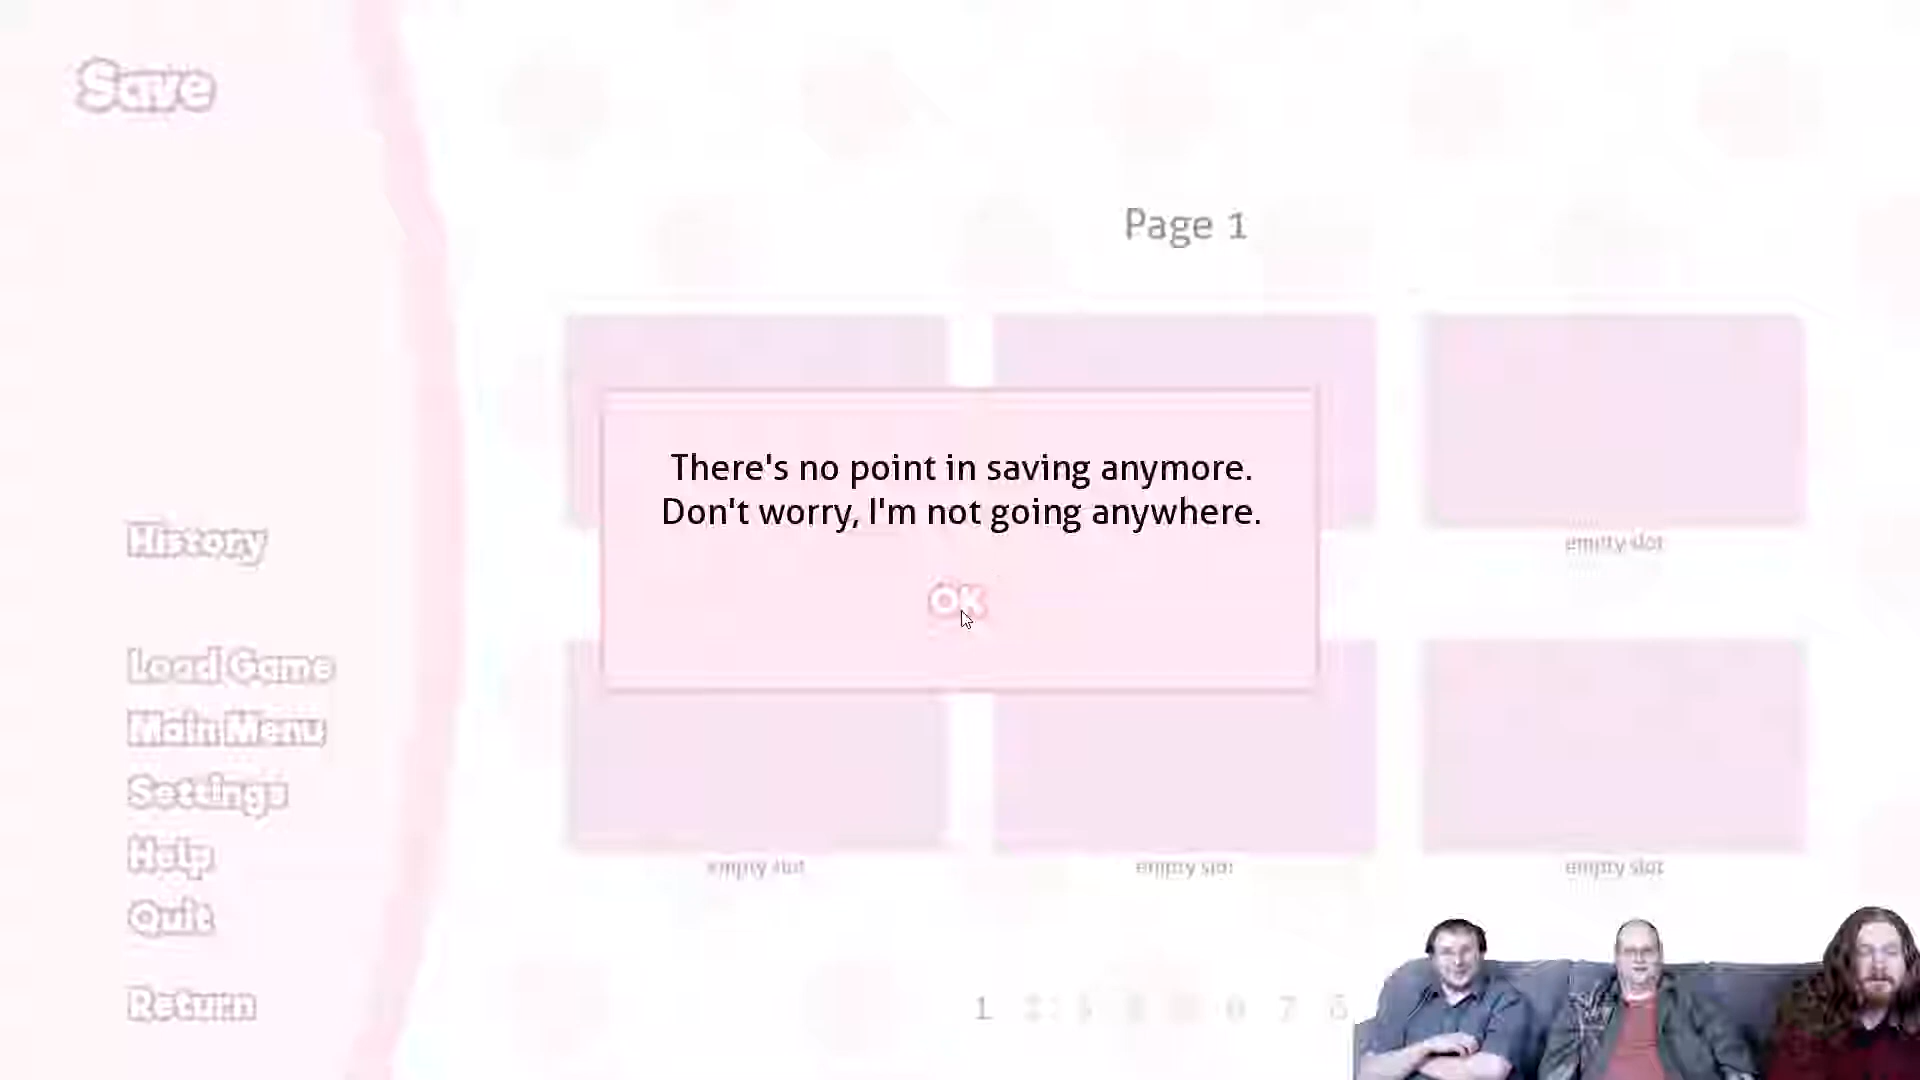 Save
Page 1
There's no point in saving anymore.
Don't worry, I'm not going anywhere.
OK
History
empty slot
Load Game
Main Menu
Settings
Help
Quit
Return
empty slot
empty slot
empty slot
1